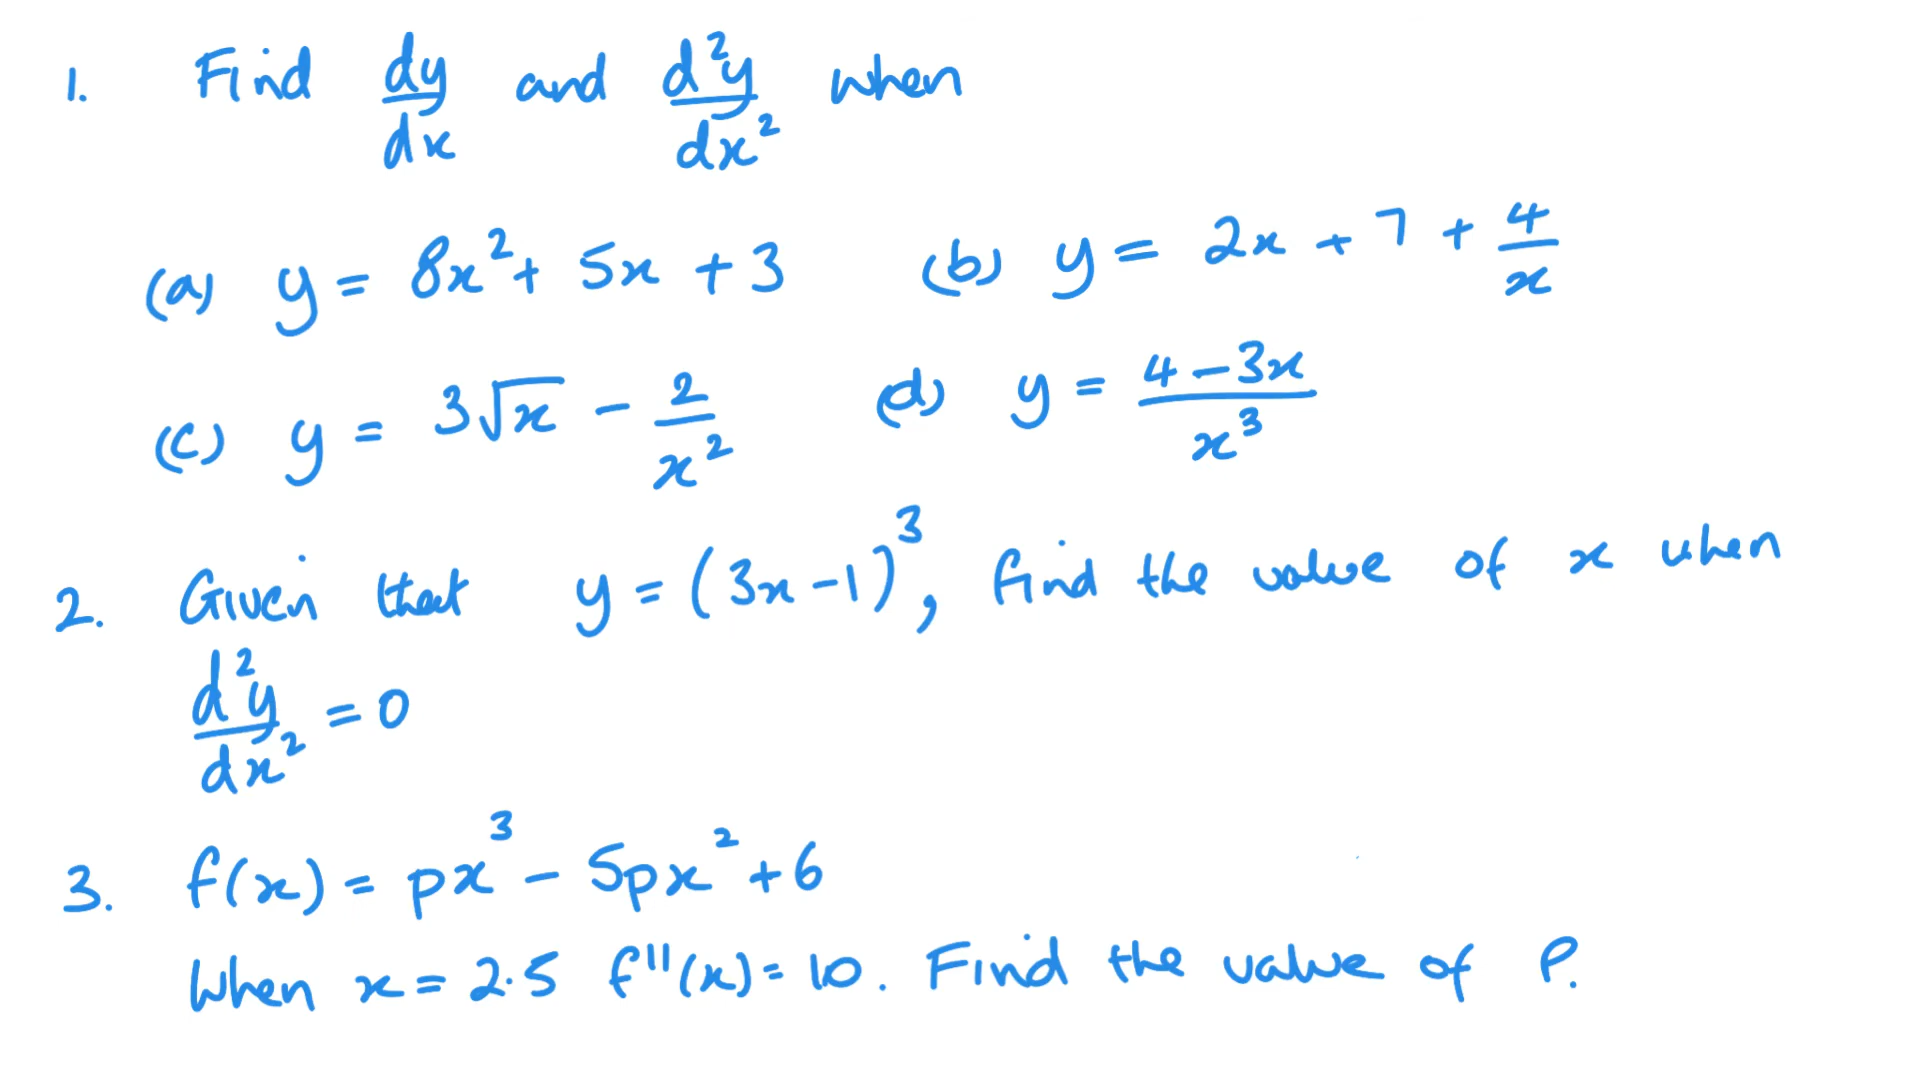 1. Find dy/dx and d²y/dx² when
(a) y = 8x² + 5x + 3 (b) y = 2x + 7 + 4/x
(c) y = 3√x − 2/x² (d) y = (4 − 3x)/x³
2. Given that y = (3x − 1)³, find the value of x when
d²y/dx² = 0
3. f(x) = px³ − 5px² + 6
When x = 2.5 f''(x) = 10. Find the value of P.